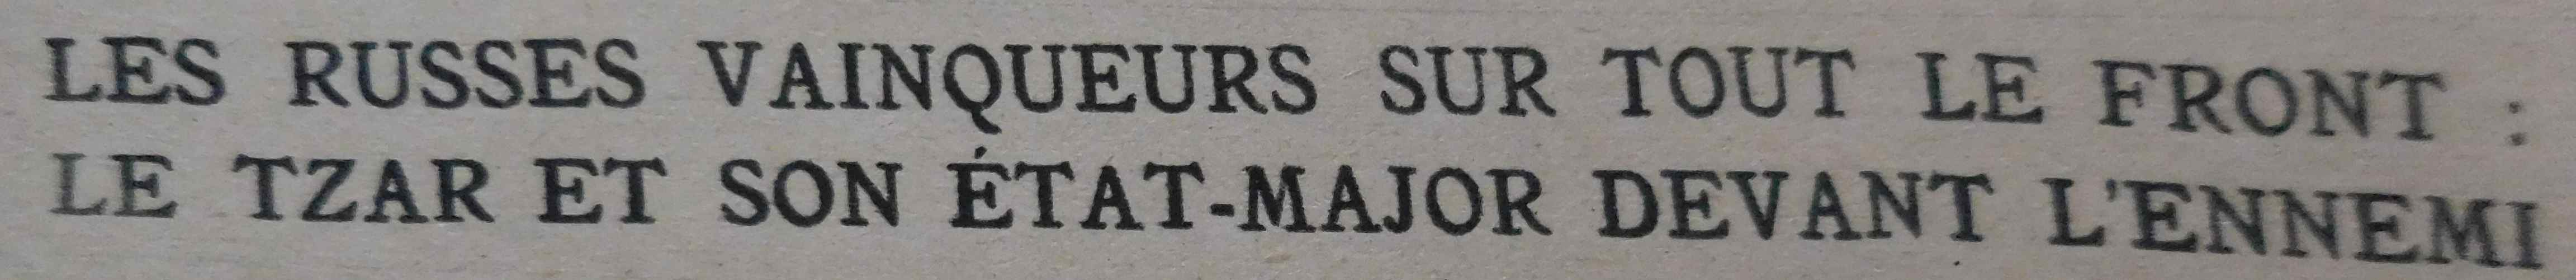 LES RUSSES VAINQUEURS SUR TOUT LE FRONT :
LE TZAR ET SON ÉTAT-MAJOR DEVANT L'ENNEMI